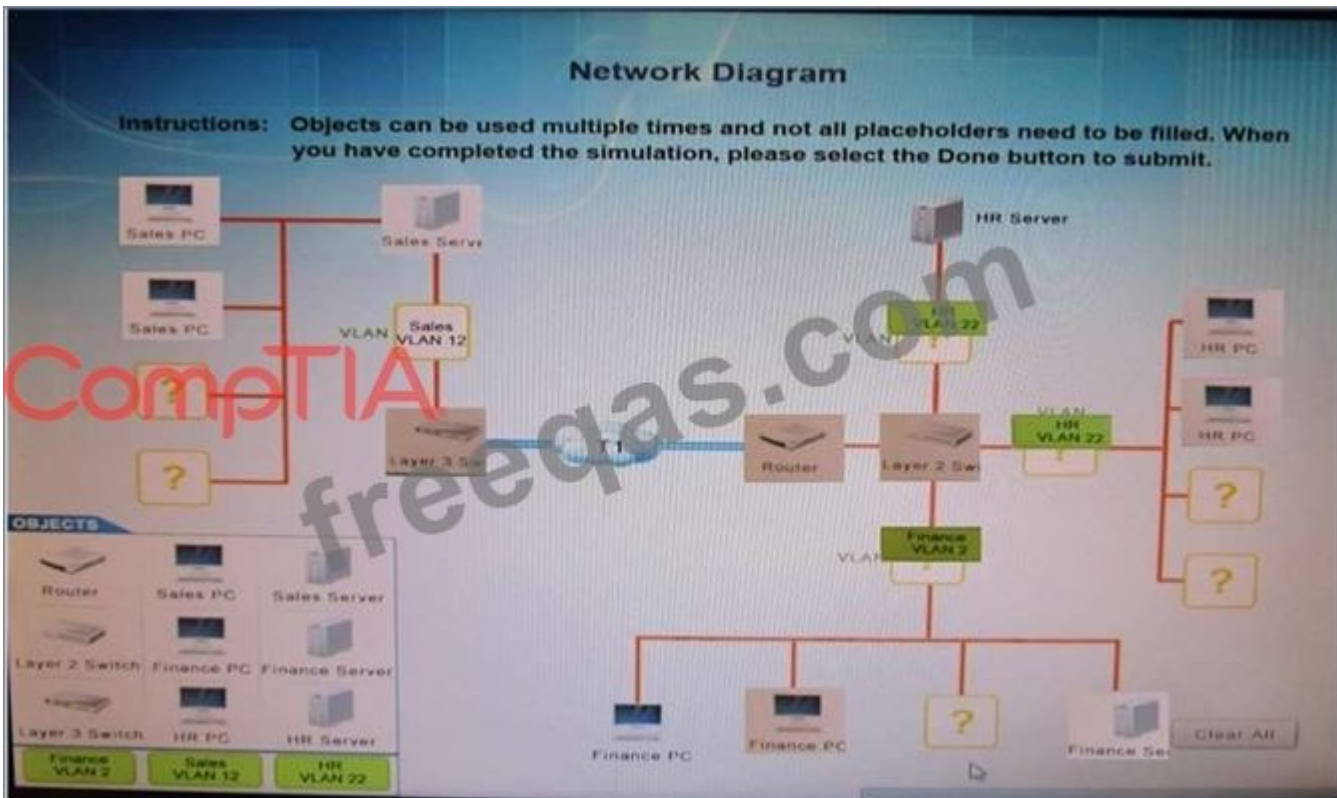 Network Diagram
Instructions: Objects can be used multiple times and not all placeholders need to be filled. When
you have completed the simulation, please select the Done button to submit.
Sales PC
Sales Serve
HR Server
Sales PC
VLAN
Sales
VLAN 12
VLAN
HR
VLAN 22
?
HR PC
CompTIA
?
Layer 3 Sw
T1
Router
Layer 2 Swi
VLAN
HR
VLAN 22
?
HR PC
?
?
freeqas.com
VLAN
Finance
VLAN 2
?
?
OBJECTS
Router
Sales PC
Sales Server
Layer 2 Switch
Finance PC
Finance Server
Layer 3 Switch
HR PC
HR Server
Finance
VLAN 2
Sales
VLAN 12
HR
VLAN 22
Finance PC
Finance PC
?
Finance Se
Clear All